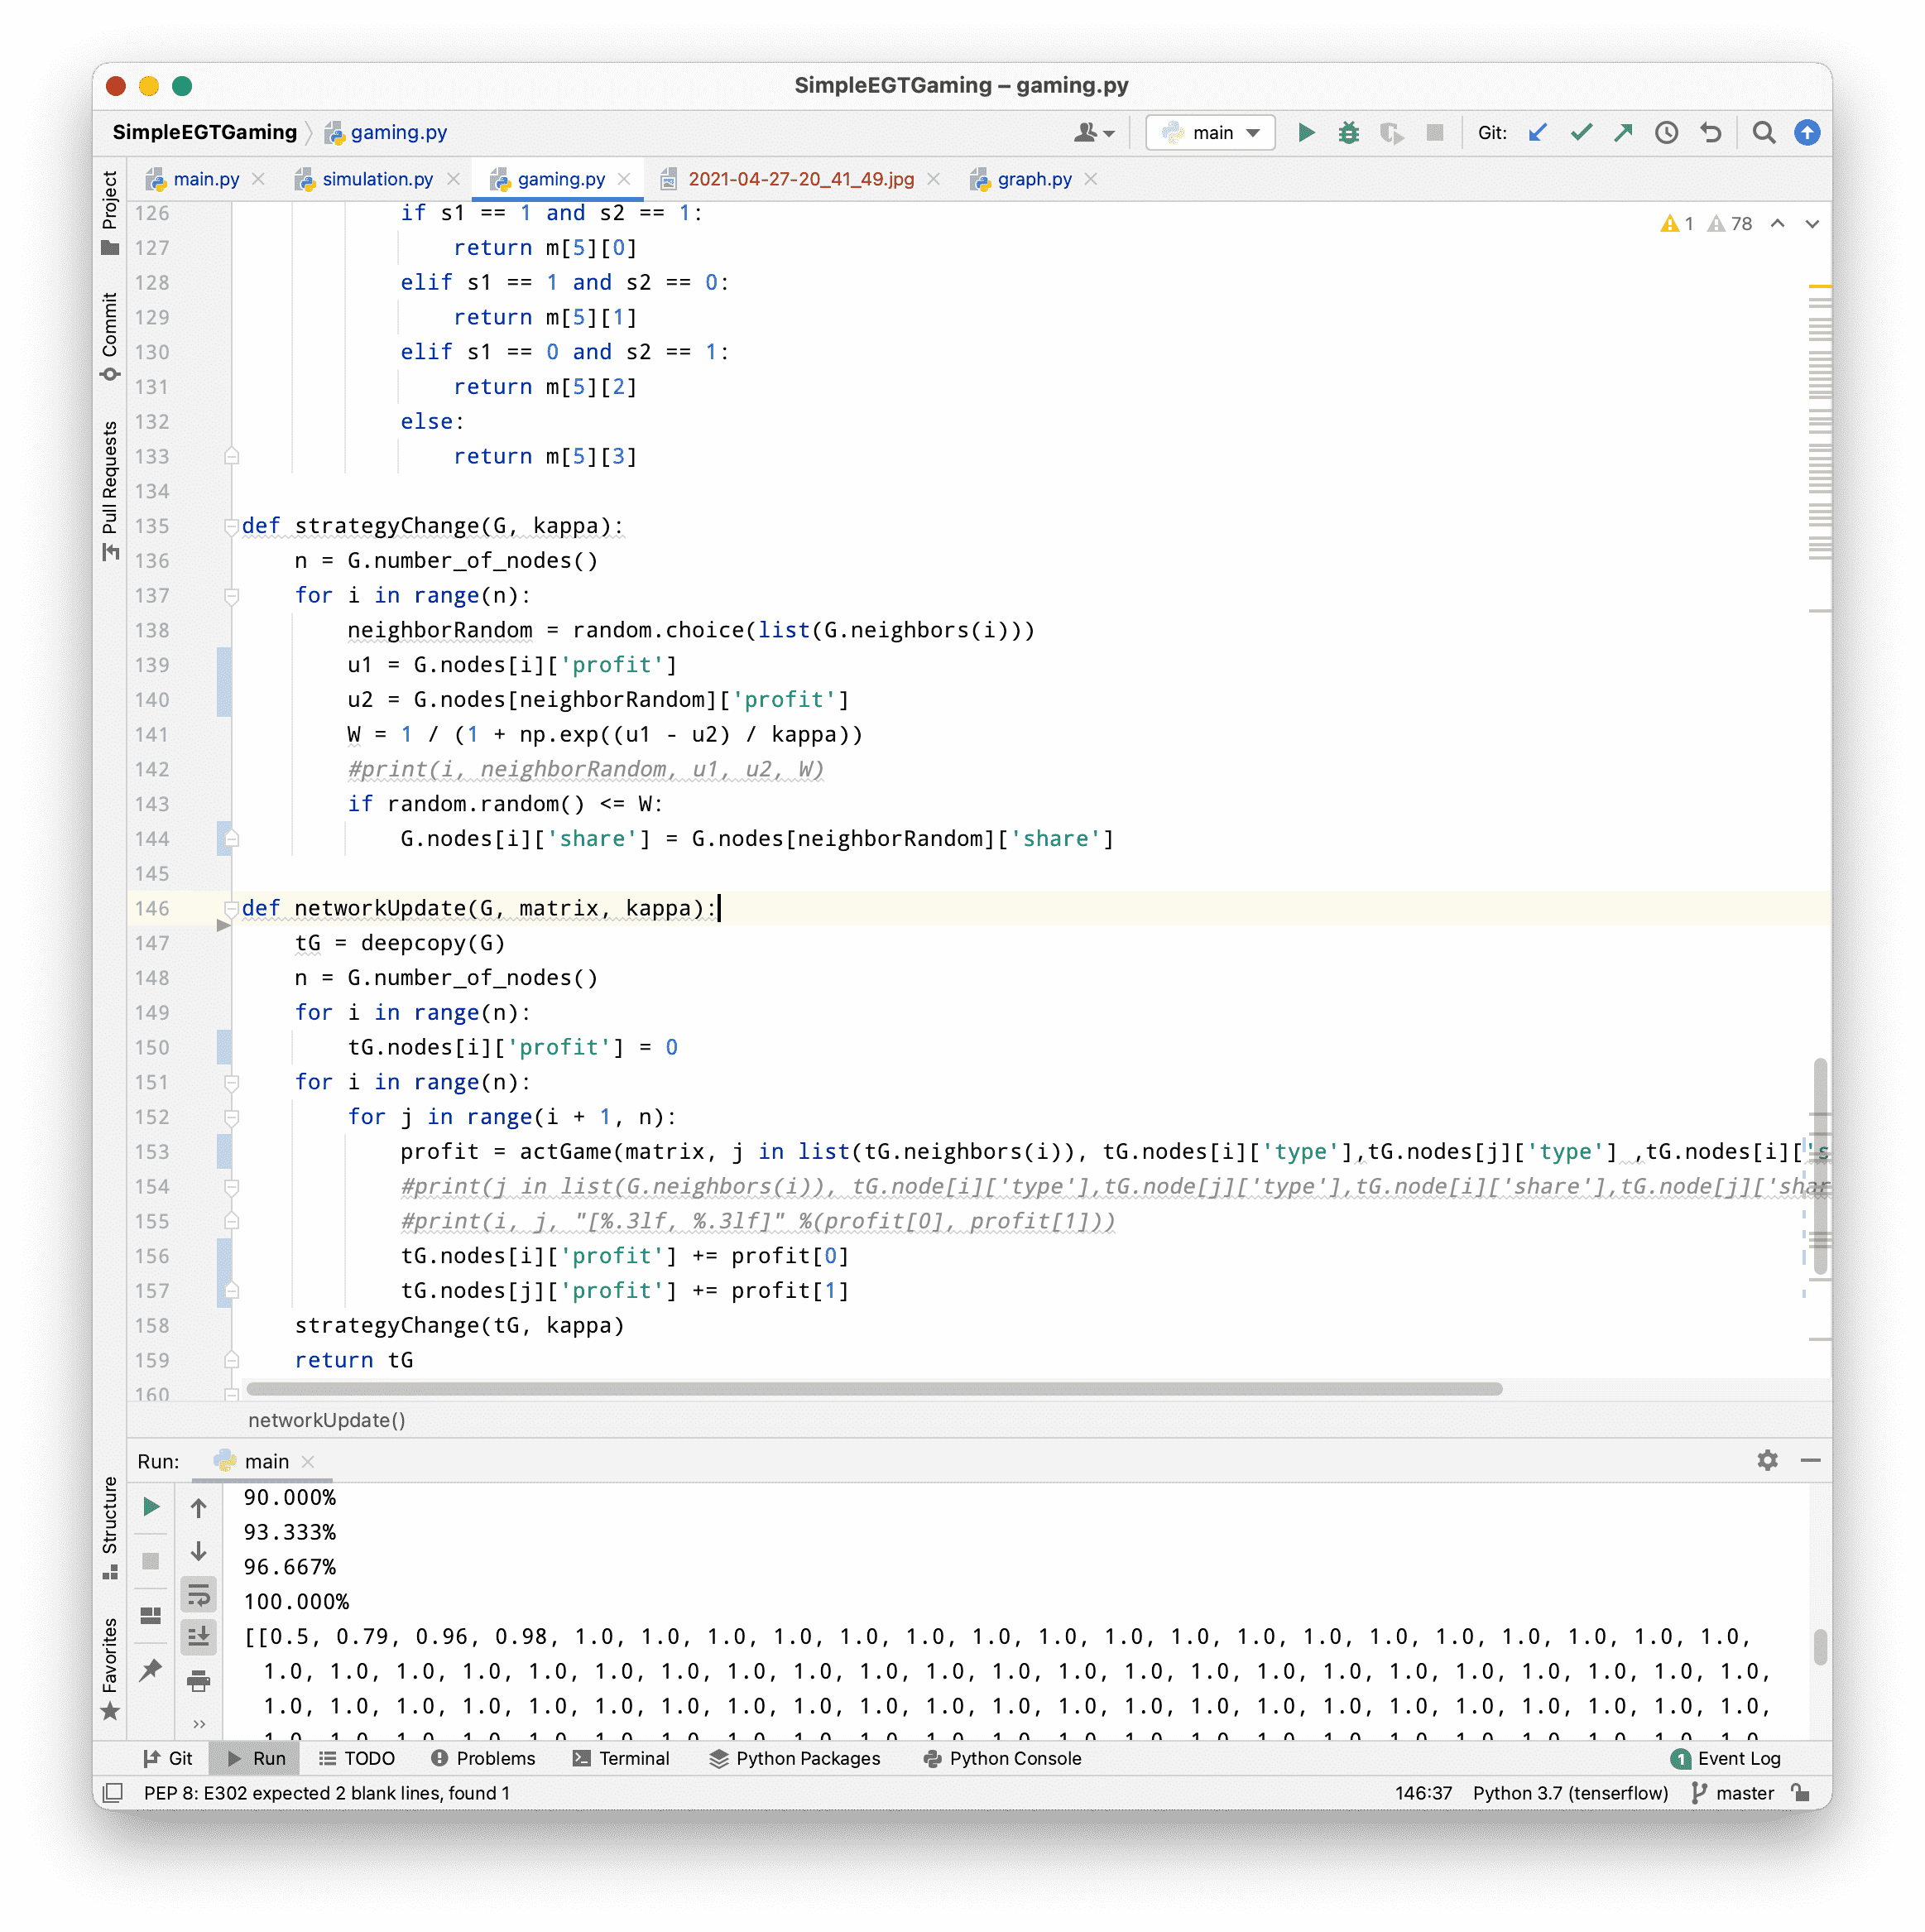 SimpleEGTGaming – gaming.py
SimpleEGTGaming gaming.py main Git:
main.py simulation.py gaming.py 2021-04-27-20_41_49.jpg graph.py
Project
Commit
Pull Requests
Structure
Favorites
1 78
126 if s1 == 1 and s2 == 1:
127 return m[5][0]
128 elif s1 == 1 and s2 == 0:
129 return m[5][1]
130 elif s1 == 0 and s2 == 1:
131 return m[5][2]
132 else:
133 return m[5][3]
134
135 def strategyChange(G, kappa):
136 n = G.number_of_nodes()
137 for i in range(n):
138 neighborRandom = random.choice(list(G.neighbors(i)))
139 u1 = G.nodes[i]['profit']
140 u2 = G.nodes[neighborRandom]['profit']
141 W = 1 / (1 + np.exp((u1 - u2) / kappa))
142 #print(i, neighborRandom, u1, u2, W)
143 if random.random() <= W:
144 G.nodes[i]['share'] = G.nodes[neighborRandom]['share']
145
146 def networkUpdate(G, matrix, kappa):
147 tG = deepcopy(G)
148 n = G.number_of_nodes()
149 for i in range(n):
150 tG.nodes[i]['profit'] = 0
151 for i in range(n):
152 for j in range(i + 1, n):
153 profit = actGame(matrix, j in list(tG.neighbors(i)), tG.nodes[i]['type'],tG.nodes[j]['type'] ,tG.nodes[i]['s
154 #print(j in list(G.neighbors(i)), tG.node[i]['type'],tG.node[j]['type'],tG.node[i]['share'],tG.node[j]['shar
155 #print(i, j, "[%.3lf, %.3lf]" %(profit[0], profit[1]))
156 tG.nodes[i]['profit'] += profit[0]
157 tG.nodes[j]['profit'] += profit[1]
158 strategyChange(tG, kappa)
159 return tG
160
networkUpdate()
Run: main
90.000%
93.333%
96.667%
100.000%
[[0.5, 0.79, 0.96, 0.98, 1.0, 1.0, 1.0, 1.0, 1.0, 1.0, 1.0, 1.0, 1.0, 1.0, 1.0, 1.0, 1.0, 1.0, 1.0, 1.0, 1.0, 1.0,
1.0, 1.0, 1.0, 1.0, 1.0, 1.0, 1.0, 1.0, 1.0, 1.0, 1.0, 1.0, 1.0, 1.0, 1.0, 1.0, 1.0, 1.0, 1.0, 1.0, 1.0, 1.0, 1.0,
1.0, 1.0, 1.0, 1.0, 1.0, 1.0, 1.0, 1.0, 1.0, 1.0, 1.0, 1.0, 1.0, 1.0, 1.0, 1.0, 1.0, 1.0, 1.0, 1.0, 1.0, 1.0, 1.0,
Git Run TODO Problems Terminal Python Packages Python Console 1 Event Log
PEP 8: E302 expected 2 blank lines, found 1 146:37 Python 3.7 (tenserflow) master